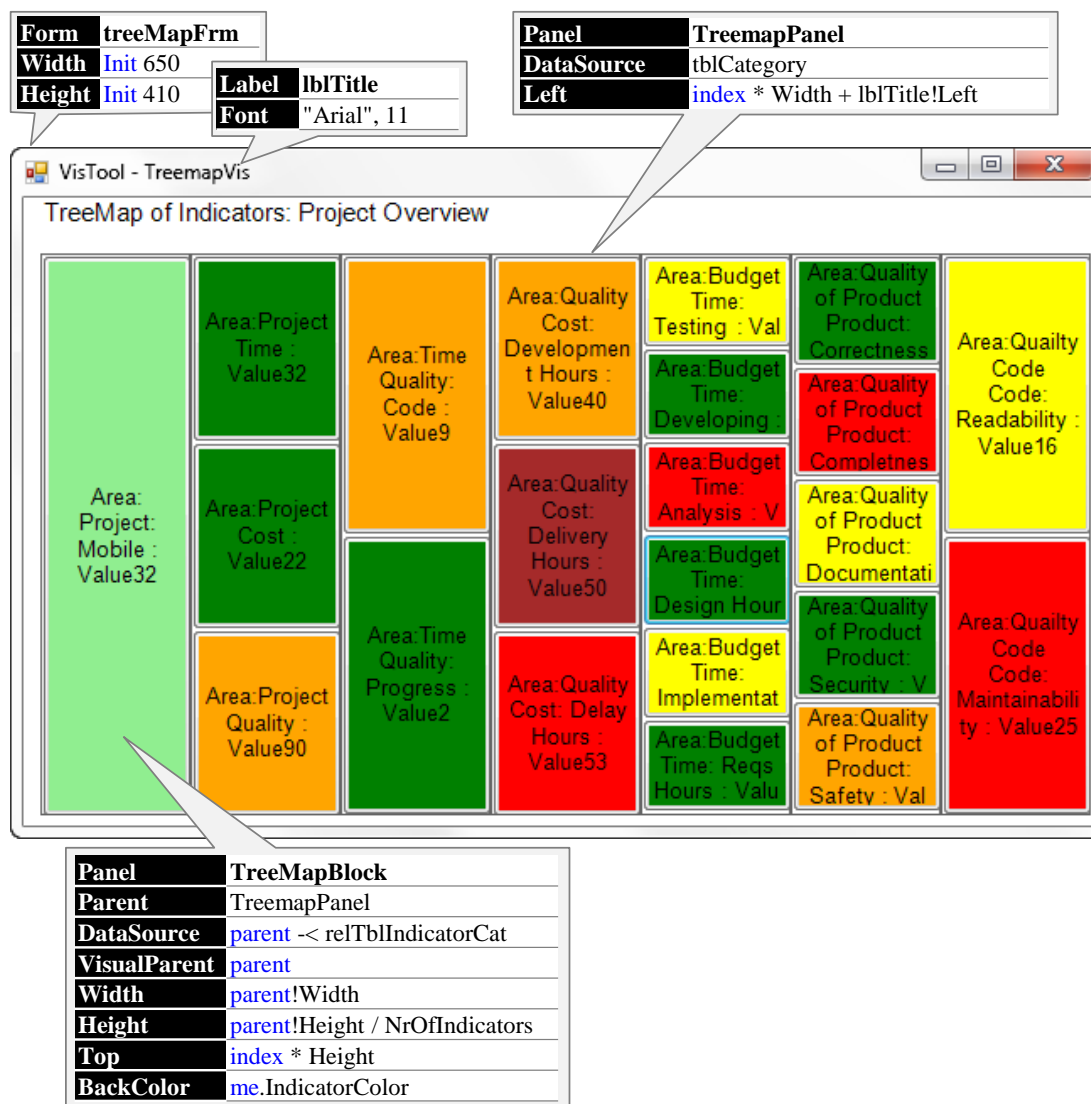 Form treeMapFrm
Width Init 650
Height Init 410
Label lblTitle
Font "Arial", 11
Panel TreemapPanel
DataSource tblCategory
Left index * Width + lblTitle!Left
VisTool - TreemapVis
TreeMap of Indicators: Project Overview
Area:
Project:
Mobile :
Value32
Area:Project
Time :
Value32
Area:Project
Cost :
Value22
Area:Project
Quality :
Value90
Area:Time
Quality:
Code :
Value9
Area:Time
Quality:
Progress :
Value2
Area:Quality
Cost:
Developmen
t Hours :
Value40
Area:Quality
Cost:
Delivery
Hours :
Value50
Area:Quality
Cost: Delay
Hours :
Value53
Area:Budget
Time:
Testing : Val
Area:Budget
Time:
Developing :
Area:Budget
Time:
Analysis : V
Area:Budget
Time:
Design Hour
Area:Budget
Time:
Implementat
Area:Budget
Time: Reqs
Hours : Valu
Area:Quality
of Product
Product:
Correctness
Area:Quality
of Product
Product:
Completnes
Area:Quality
of Product
Product:
Documentati
Area:Quality
of Product
Product:
Security : V
Area:Quality
of Product
Product:
Safety : Val
Area:Quailty
Code
Code:
Readability :
Value16
Area:Quailty
Code
Code:
Maintainabili
ty : Value25
Panel TreeMapBlock
Parent TreemapPanel
DataSource parent -< relTblIndicatorCat
VisualParent parent
Width parent!Width
Height parent!Height / NrOfIndicators
Top index * Height
BackColor me.IndicatorColor